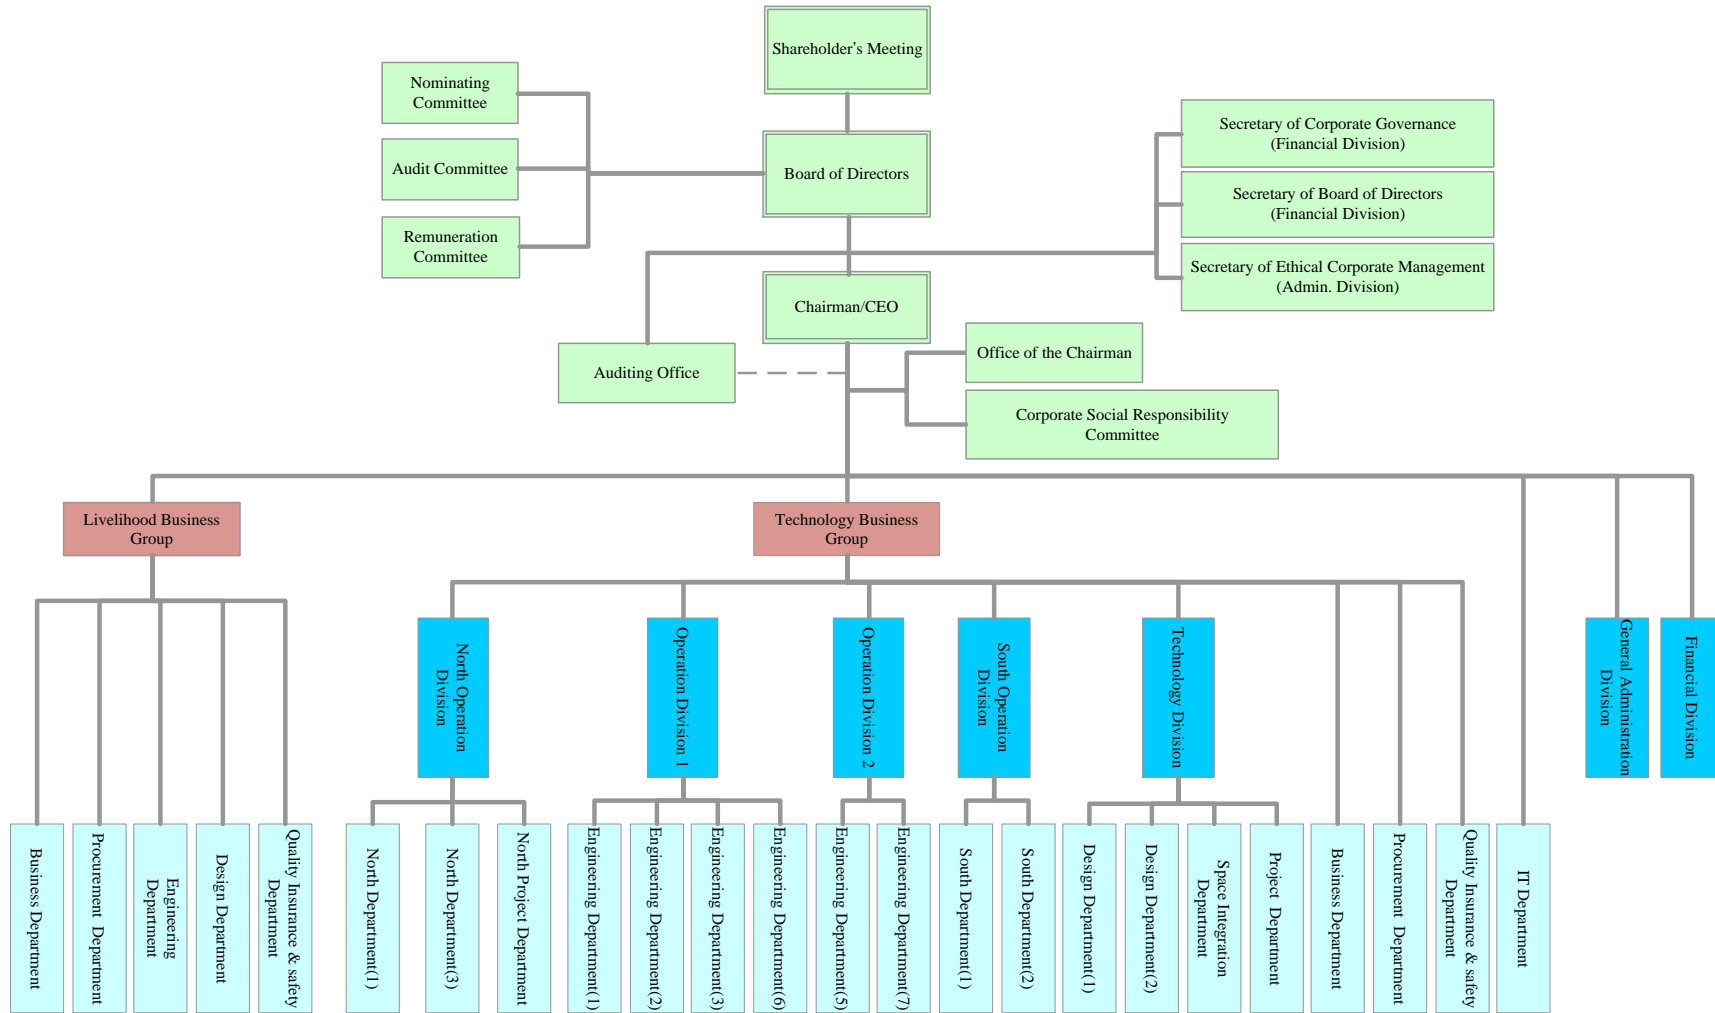 Shareholder's Meeting
Nominating
Committee
Audit Committee
Remuneration
Committee
Board of Directors
Secretary of Corporate Governance
(Financial Division)
Secretary of Board of Directors
(Financial Division)
Secretary of Ethical Corporate Management
(Admin. Division)
Chairman/CEO
Auditing Office
Office of the Chairman
Corporate Social Responsibility
Committee
Livelihood Business
Group
Technology Business
Group
North Operation
Division
Operation Division 1
Operation Division 2
South Operation
Division
Technology Division
General Administration
Division
Financial Division
Business Department
Procurement Department
Engineering
Department
Design Department
Quality Insurance & safety
Department
North Department(1)
North Department(3)
North Project Department
Engineering Department(1)
Engineering Department(2)
Engineering Department(3)
Engineering Department(6)
Engineering Department(5)
Engineering Department(7)
South Department(1)
South Department(2)
Design Department(1)
Design Department(2)
Space Integration
Department
Project Department
Business Department
Procurement Department
Quality Insurance & safety
Department
IT Department